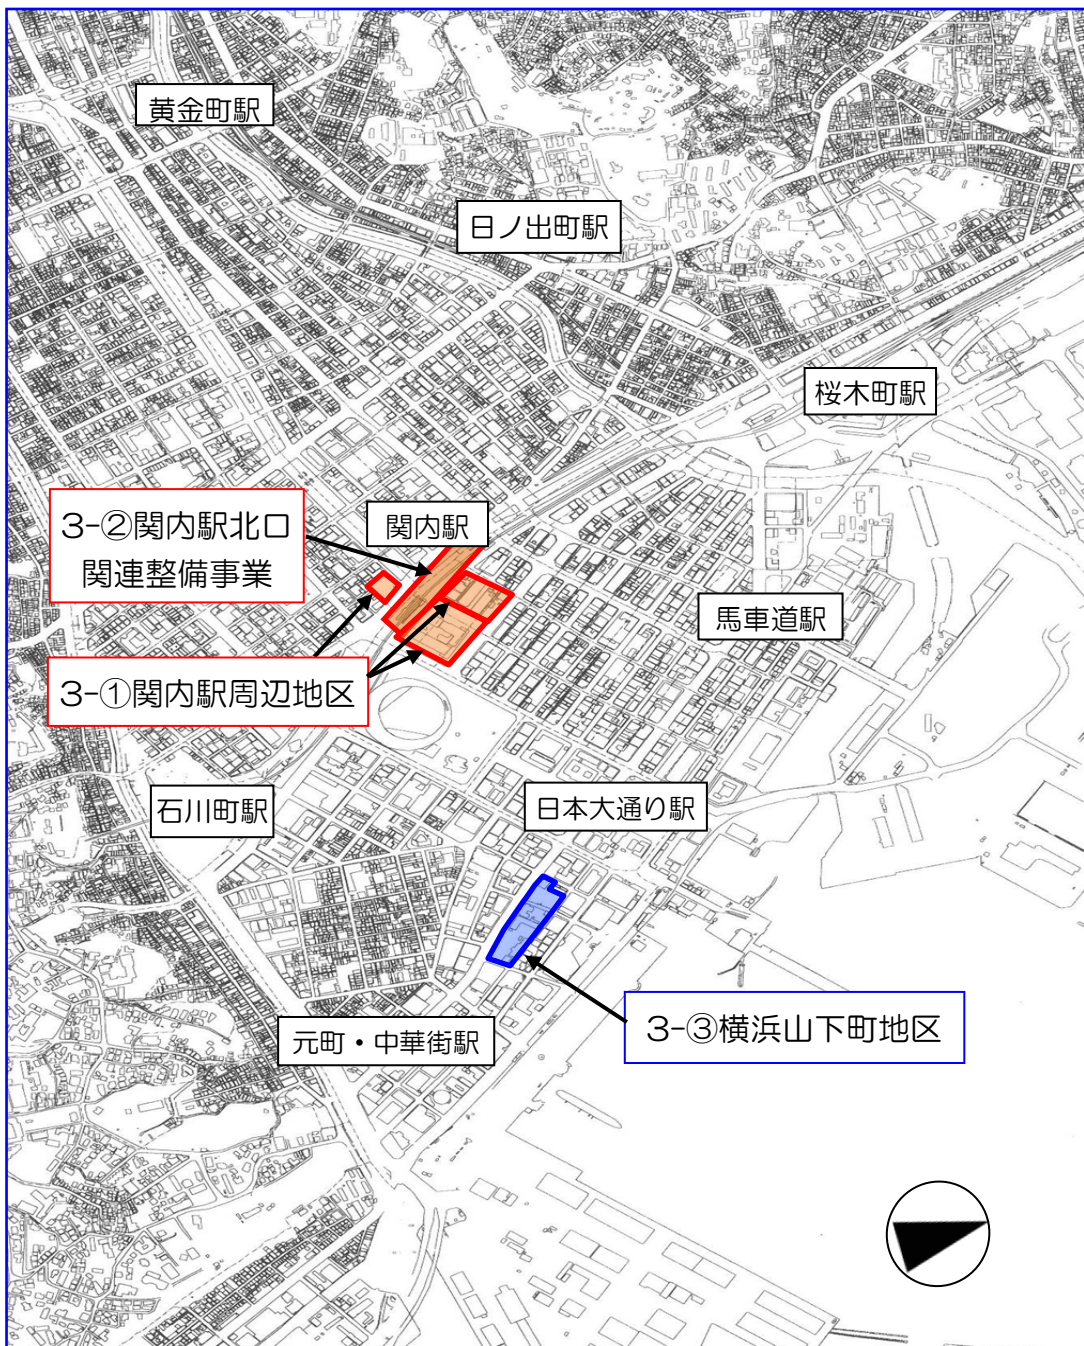 黄金町駅
日ノ出町駅
桜木町駅
3-②関内駅北口
関連整備事業
関内駅
馬車道駅
3-①関内駅周辺地区
石川町駅
日本大通り駅
元町・中華街駅
3-③横浜山下町地区